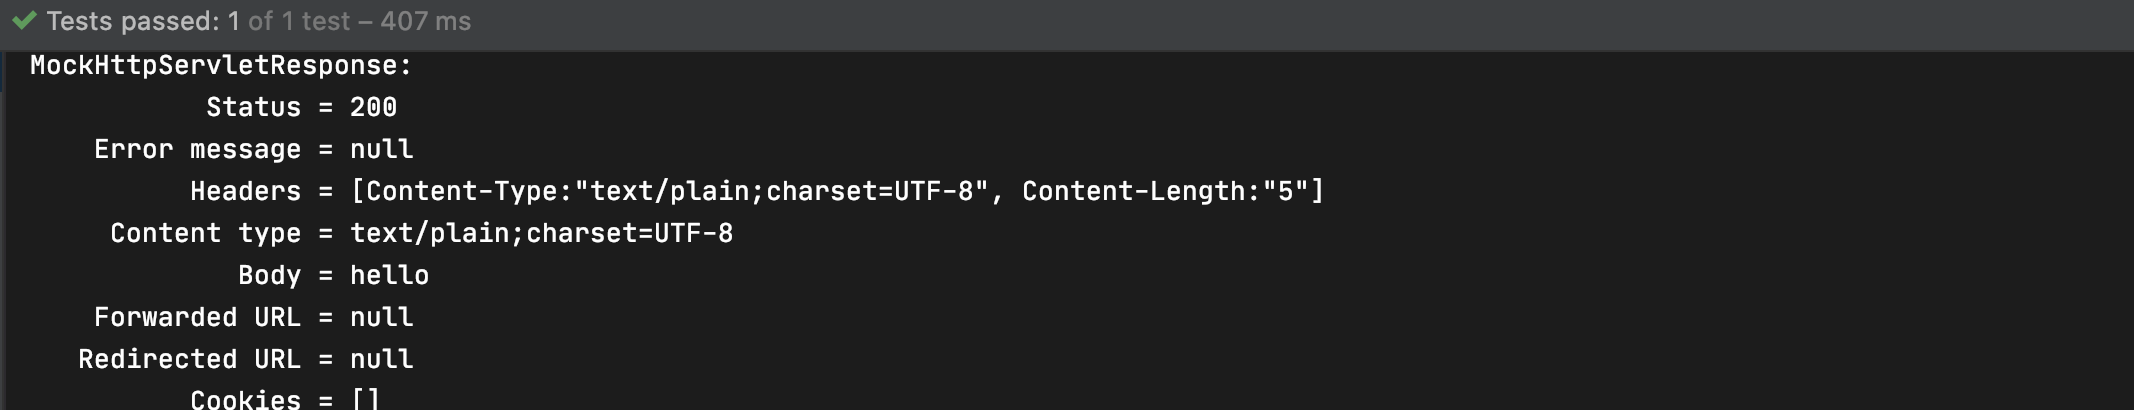 Tests passed: 1 of 1 test – 407 ms
MockHttpServletResponse:
Status = 200
Error message = null
Headers = [Content-Type:"text/plain;charset=UTF-8", Content-Length:"5"]
Content type = text/plain;charset=UTF-8
Body = hello
Forwarded URL = null
Redirected URL = null
Cookies = []